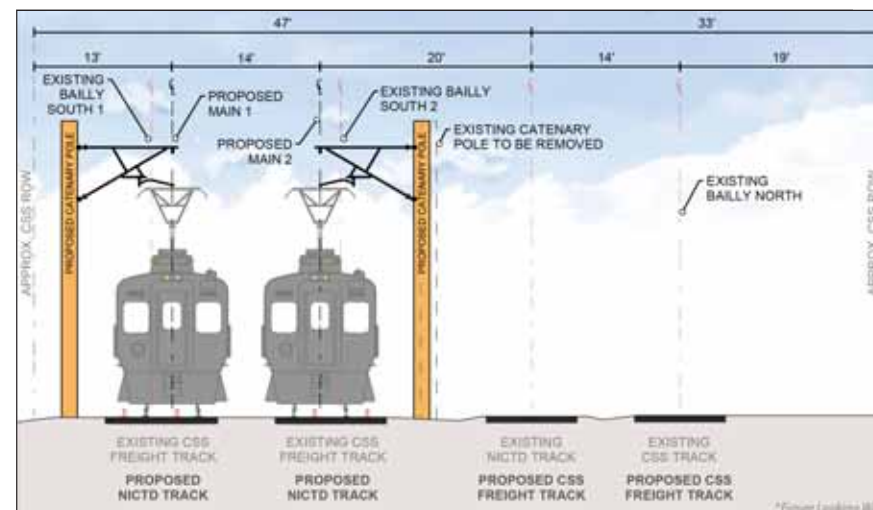 47'
33'
13'
14'
20'
14'
19'
EXISTING
BAILLY
SOUTH 1
PROPOSED
MAIN 1
PROPOSED
MAIN 2
EXISTING BAILLY
SOUTH 2
EXISTING CATENARY
POLE TO BE REMOVED
EXISTING
BAILLY NORTH
APPROX. CSS ROW
PROPOSED CATENARY POLE
PROPOSED CATENARY POLE
APPROX. CSS ROW
EXISTING CSS
FREIGHT TRACK
PROPOSED
NICTD TRACK
EXISTING CSS
FREIGHT TRACK
PROPOSED
NICTD TRACK
EXISTING
NICTD TRACK
PROPOSED CSS
FREIGHT TRACK
EXISTING
CSS TRACK
PROPOSED CSS
FREIGHT TRACK
Looking